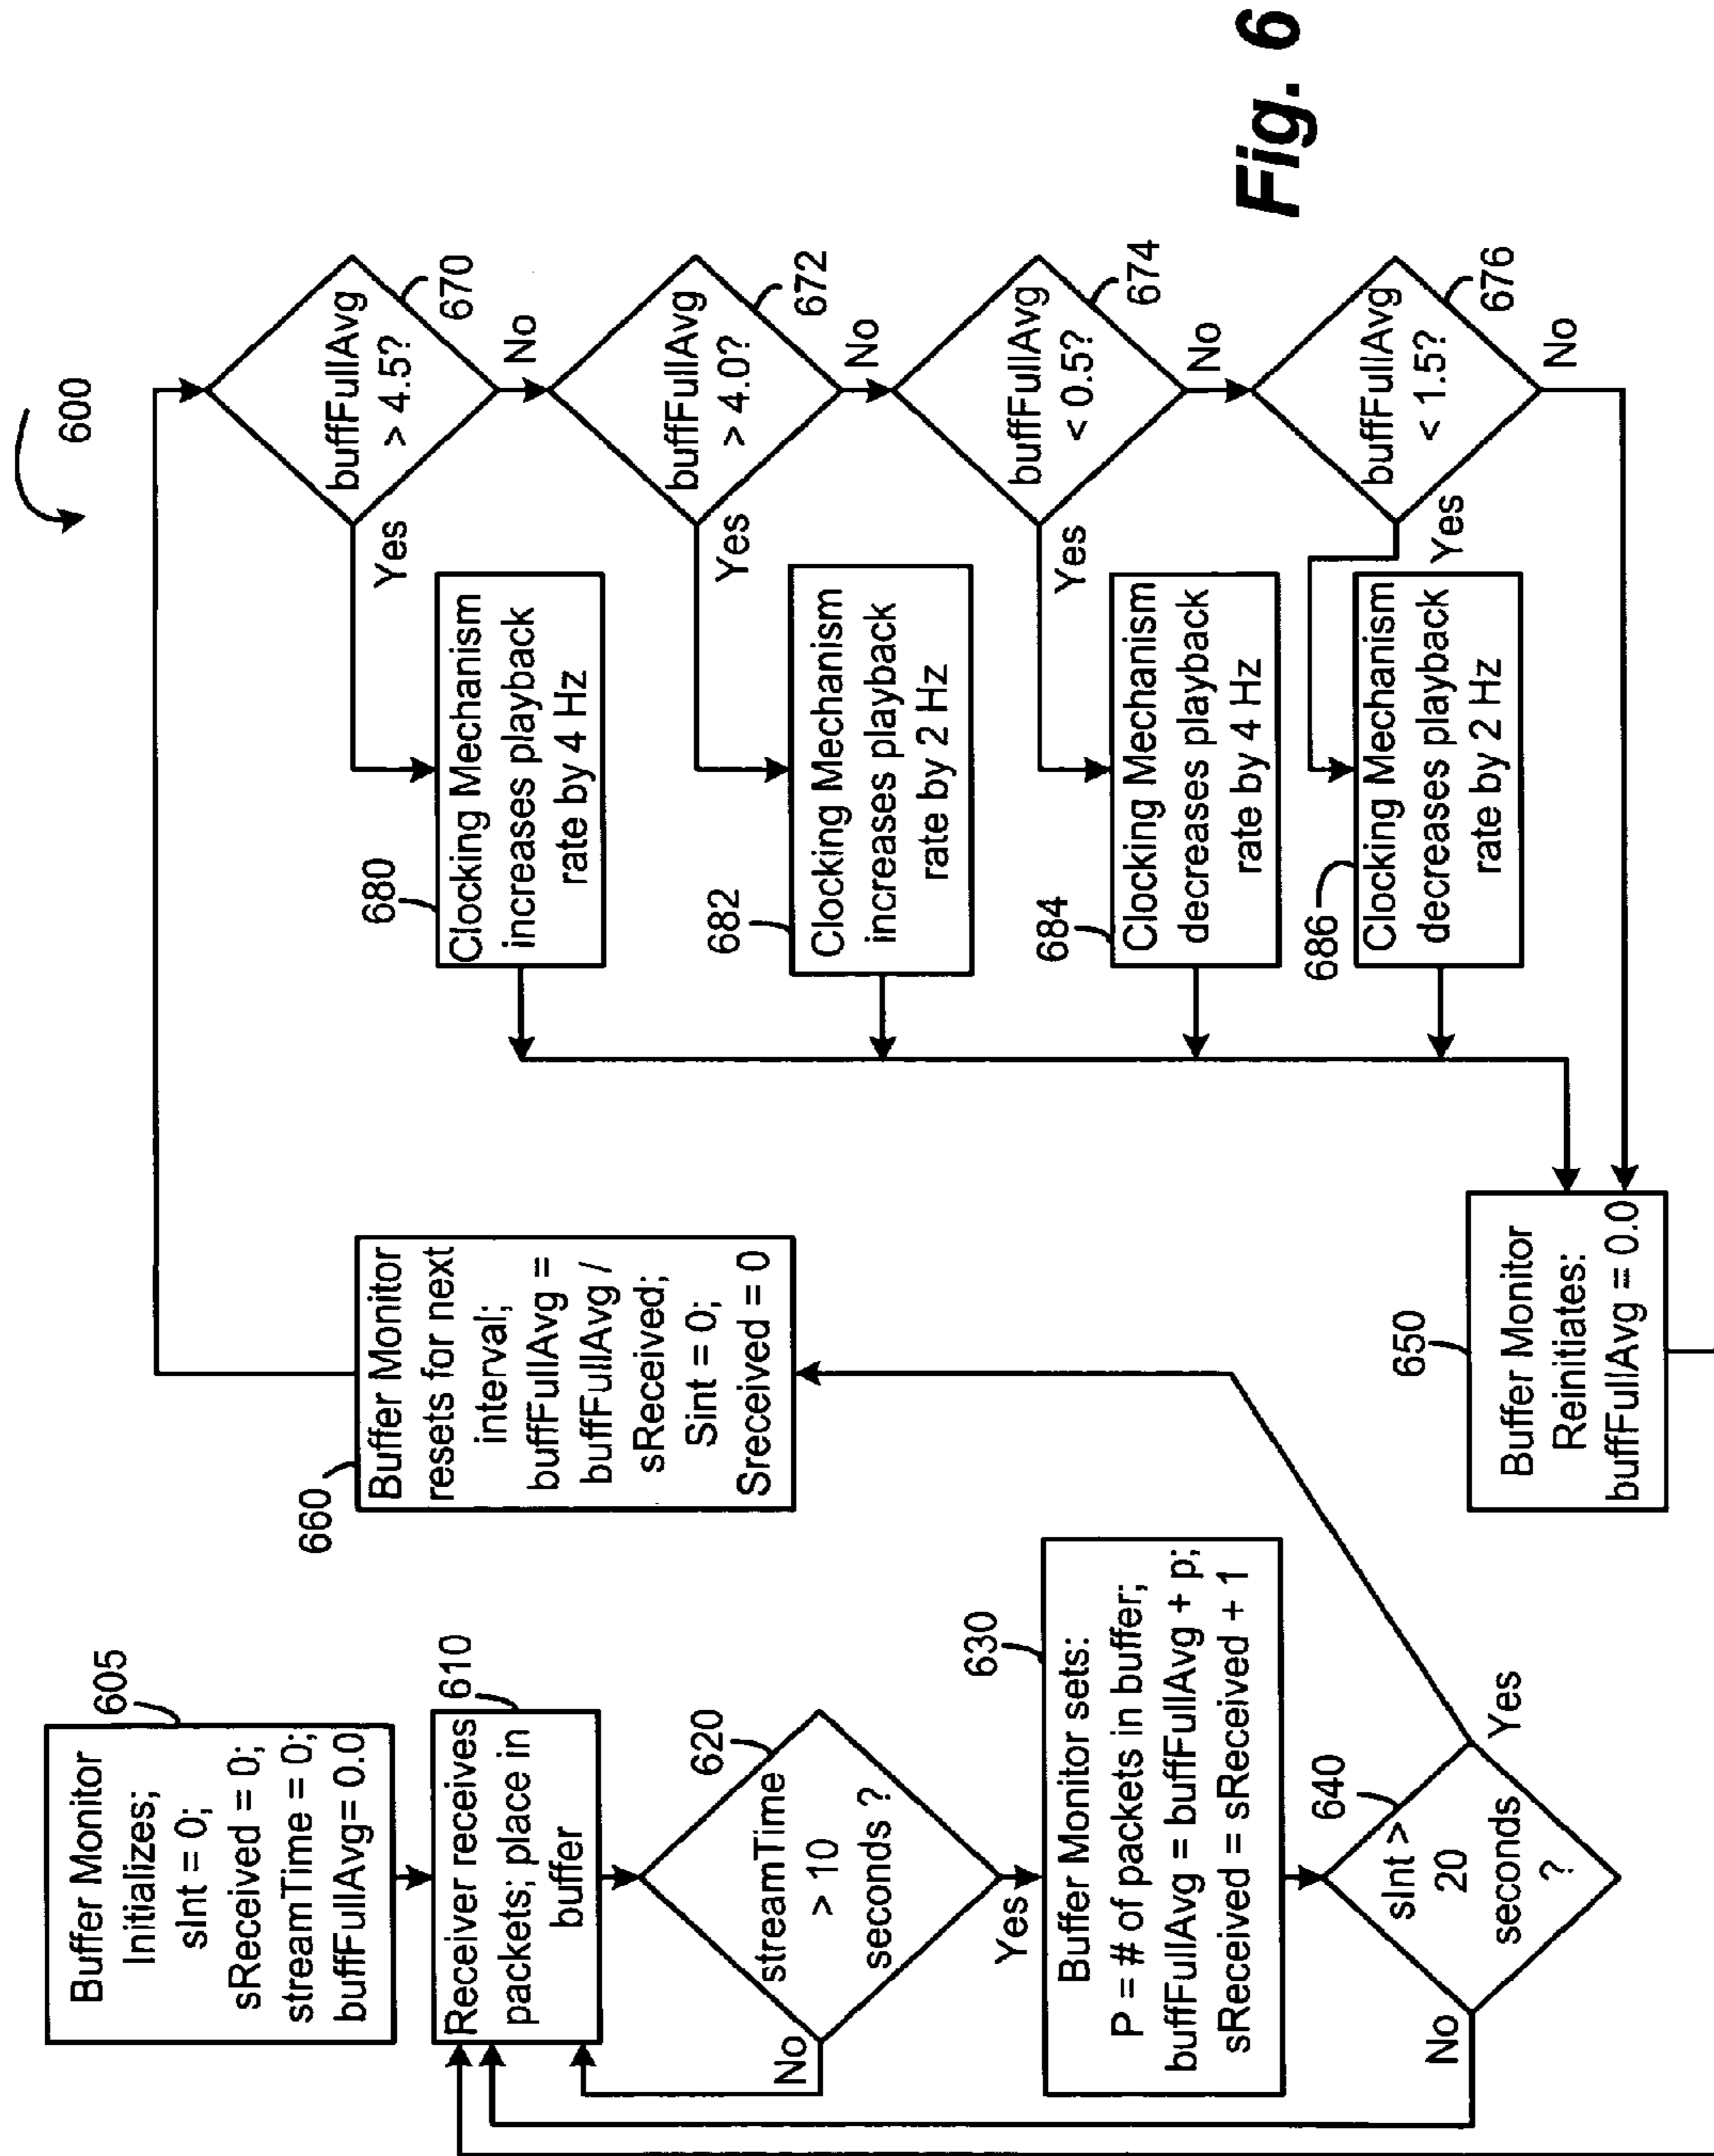 600
605
Buffer Monitor
Initializes;
sInt = 0;
sReceived = 0;
streamTime = 0;
buffFullAvg= 0.0
610
Receiver receives
packets; place in
buffer
620
streamTime
> 10
seconds ?
No
Yes
630
Buffer Monitor sets:
P = # of packets in buffer;
buffFullAvg = buffFullAvg + p;
sReceived = sReceived + 1
640
sInt >
20
seconds
?
No
Yes
660
Buffer Monitor
resets for next
interval;
buffFullAvg =
buffFullAvg /
sReceived;
Sint = 0;
Sreceived = 0
650
Buffer Monitor
Reinitiates:
buffFullAvg = 0.0
buffFullAvg
> 4.5?
670
Yes
No
680
Clocking Mechanism
increases playback
rate by 4 Hz
buffFullAvg
> 4.0?
672
Yes
No
682
Clocking Mechanism
increases playback
rate by 2 Hz
buffFullAvg
< 0.5?
674
Yes
No
684
Clocking Mechanism
decreases playback
rate by 4 Hz
buffFullAvg
< 1.5?
676
Yes
No
686
Clocking Mechanism
decreases playback
rate by 2 Hz
Fig. 6